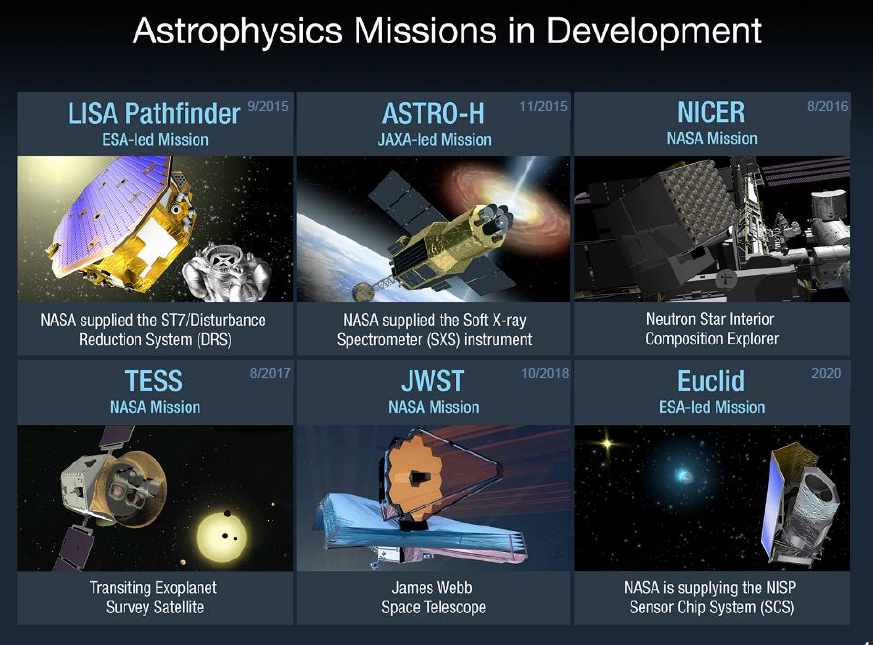 Astrophysics Missions in Development
LISA Pathfinder 9/2015
ESA-led Mission
NASA supplied the ST7/Disturbance
Reduction System (DRS)
ASTRO-H 11/2015
JAXA-led Mission
NASA supplied the Soft X-ray
Spectrometer (SXS) instrument
NICER 8/2016
NASA Mission
Neutron Star Interior
Composition Explorer
TESS 8/2017
NASA Mission
Transiting Exoplanet
Survey Satellite
JWST 10/2018
NASA Mission
James Webb
Space Telescope
Euclid 2020
ESA-led Mission
NASA is supplying the NISP
Sensor Chip System (SCS)